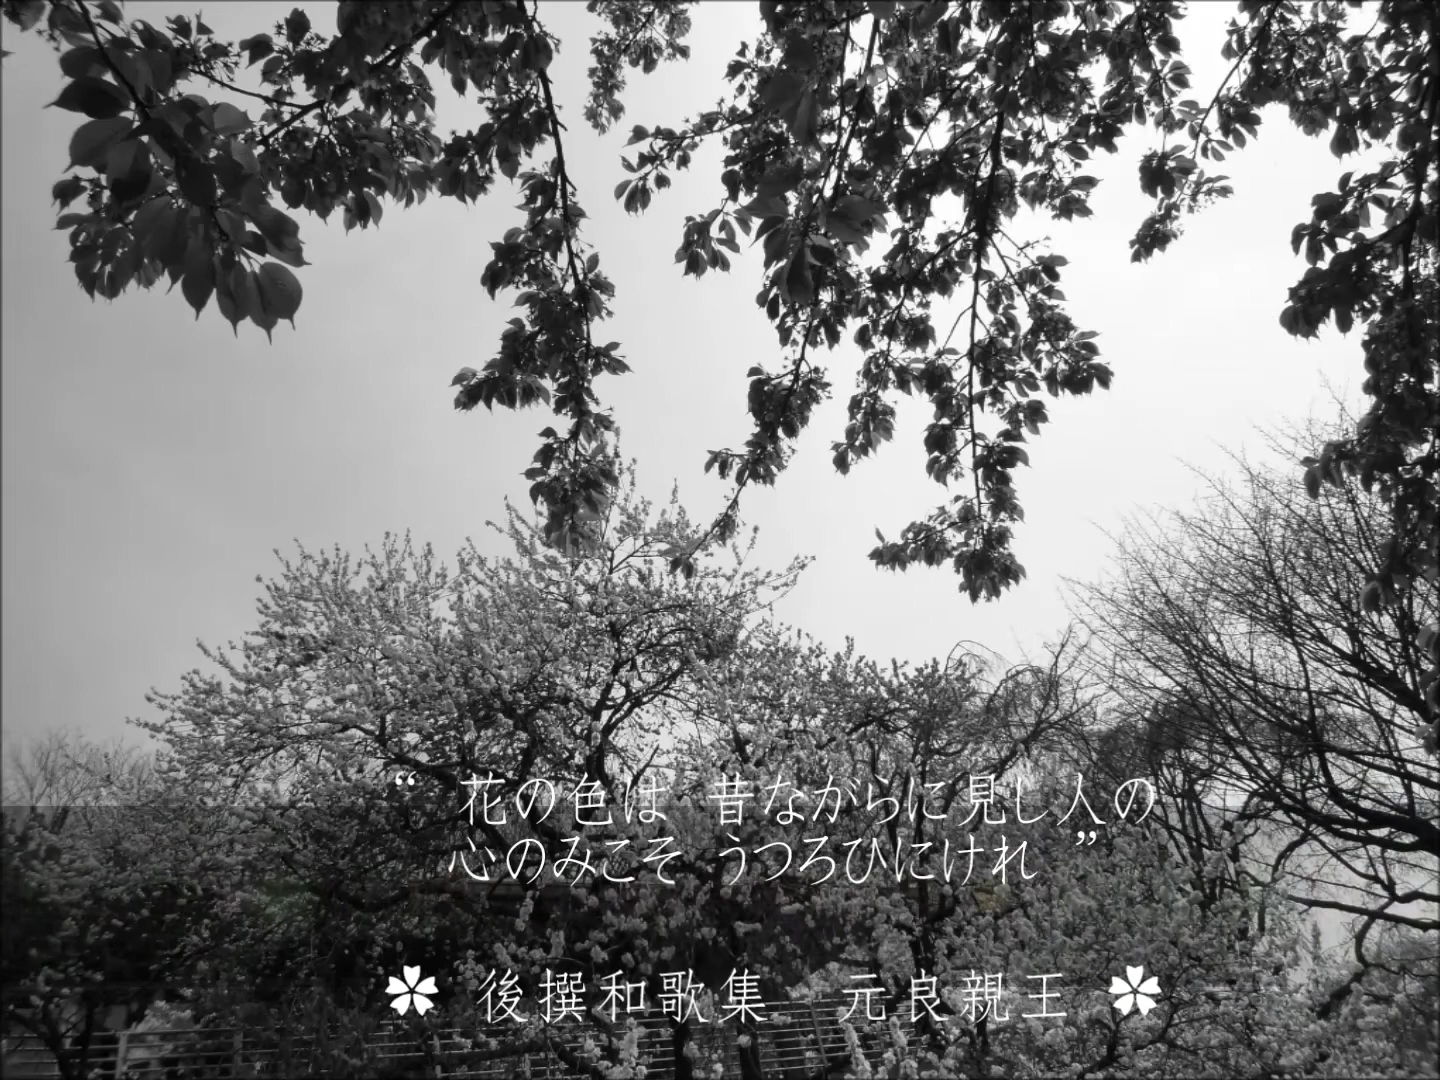 “ 花の色は 昔ながらに見し人の
心のみこそ うつろひにけれ ”
後撰和歌集 元良親王